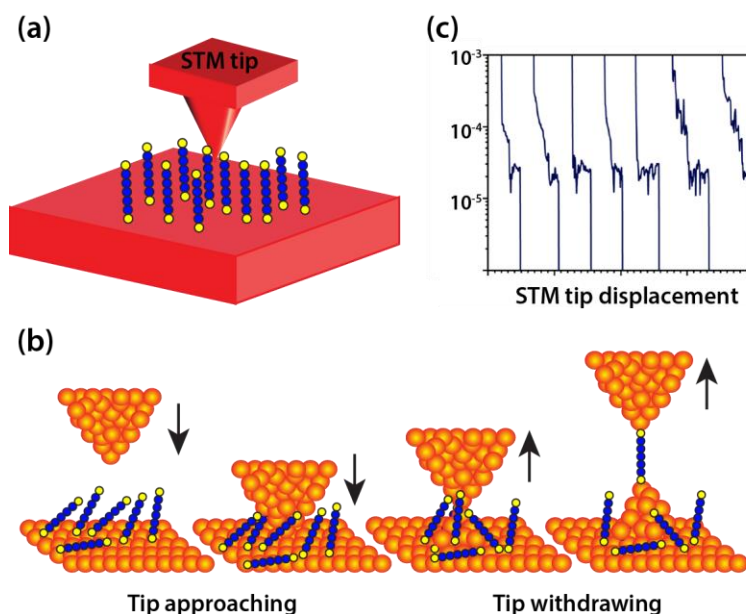 (a)
STM tip
(c)
10-3
10-4
10-5
STM tip displacement
(b)
Tip approaching
Tip withdrawing